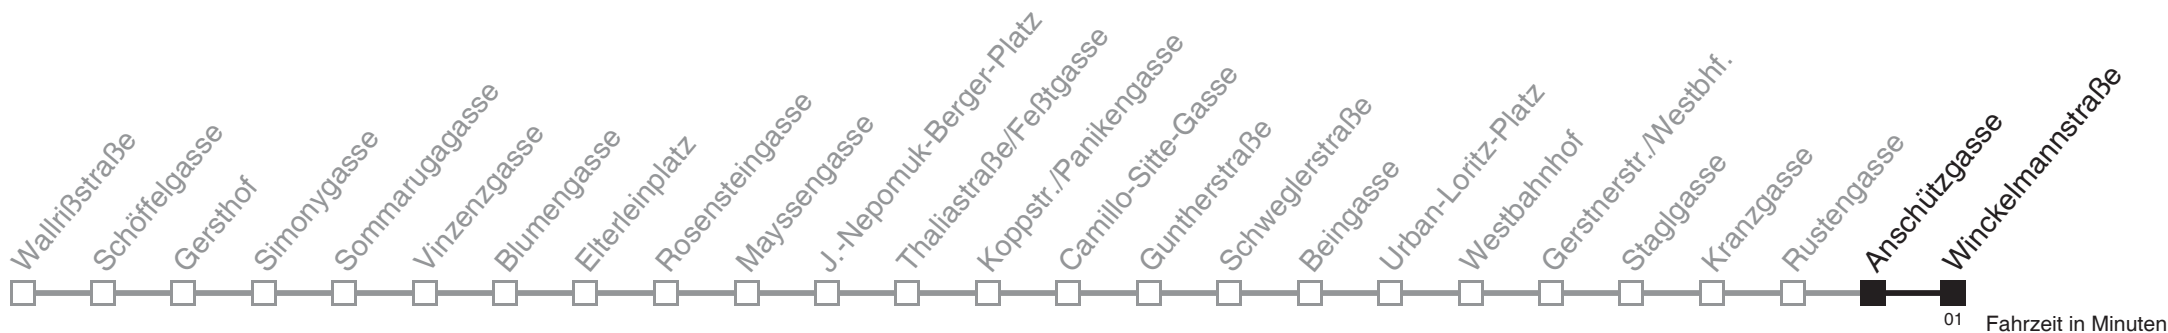 Wallrißstraße
Schöffelgasse
Gersthof
Simonygasse
Sommarugagasse
Vinzenzgasse
Blumengasse
Elterleinplatz
Rosensteingasse
Mayssengasse
J.-Nepomuk-Berger-Platz
Thaliastraße/Feßtgasse
Koppstr./Panikengasse
Camillo-Sitte-Gasse
Guntherstraße
Schweglerstraße
Beingasse
Urban-Loritz-Platz
Westbahnhof
Gerstnerstr./Westbhf.
Staglgasse
Kranzgasse
Rustengasse
Anschützgasse
Winckelmannstraße
01 Fahrzeit in Minuten